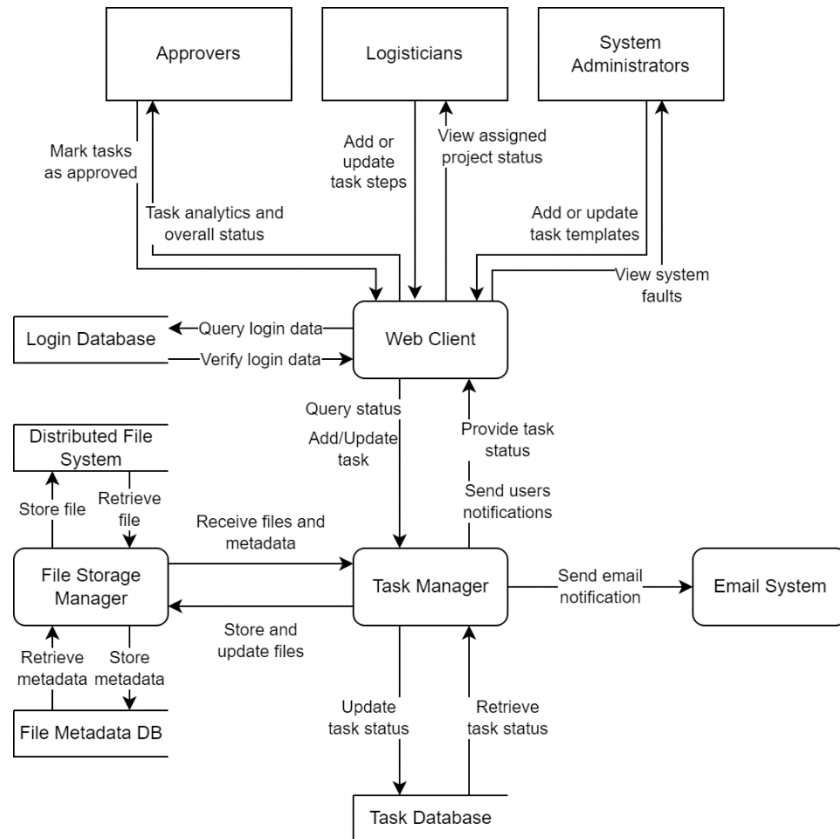 Approvers
Logisticians
System
Administrators
Mark tasks
as approved
Add or
update
task steps
View assigned
project status
Task analytics and
overall status
Add or update
task templates
View system
faults
Login Database
Query login data
Verify login data
Web Client
Query status
Add/Update
task
Provide task
status
Send users
notifications
Distributed File
System
Store file
Retrieve
file
Receive files and
metadata
File Storage
Manager
Task Manager
Send email
notification
Email System
Store and
update files
Retrieve
metadata
Store
metadata
File Metadata DB
Update
task status
Retrieve
task status
Task Database